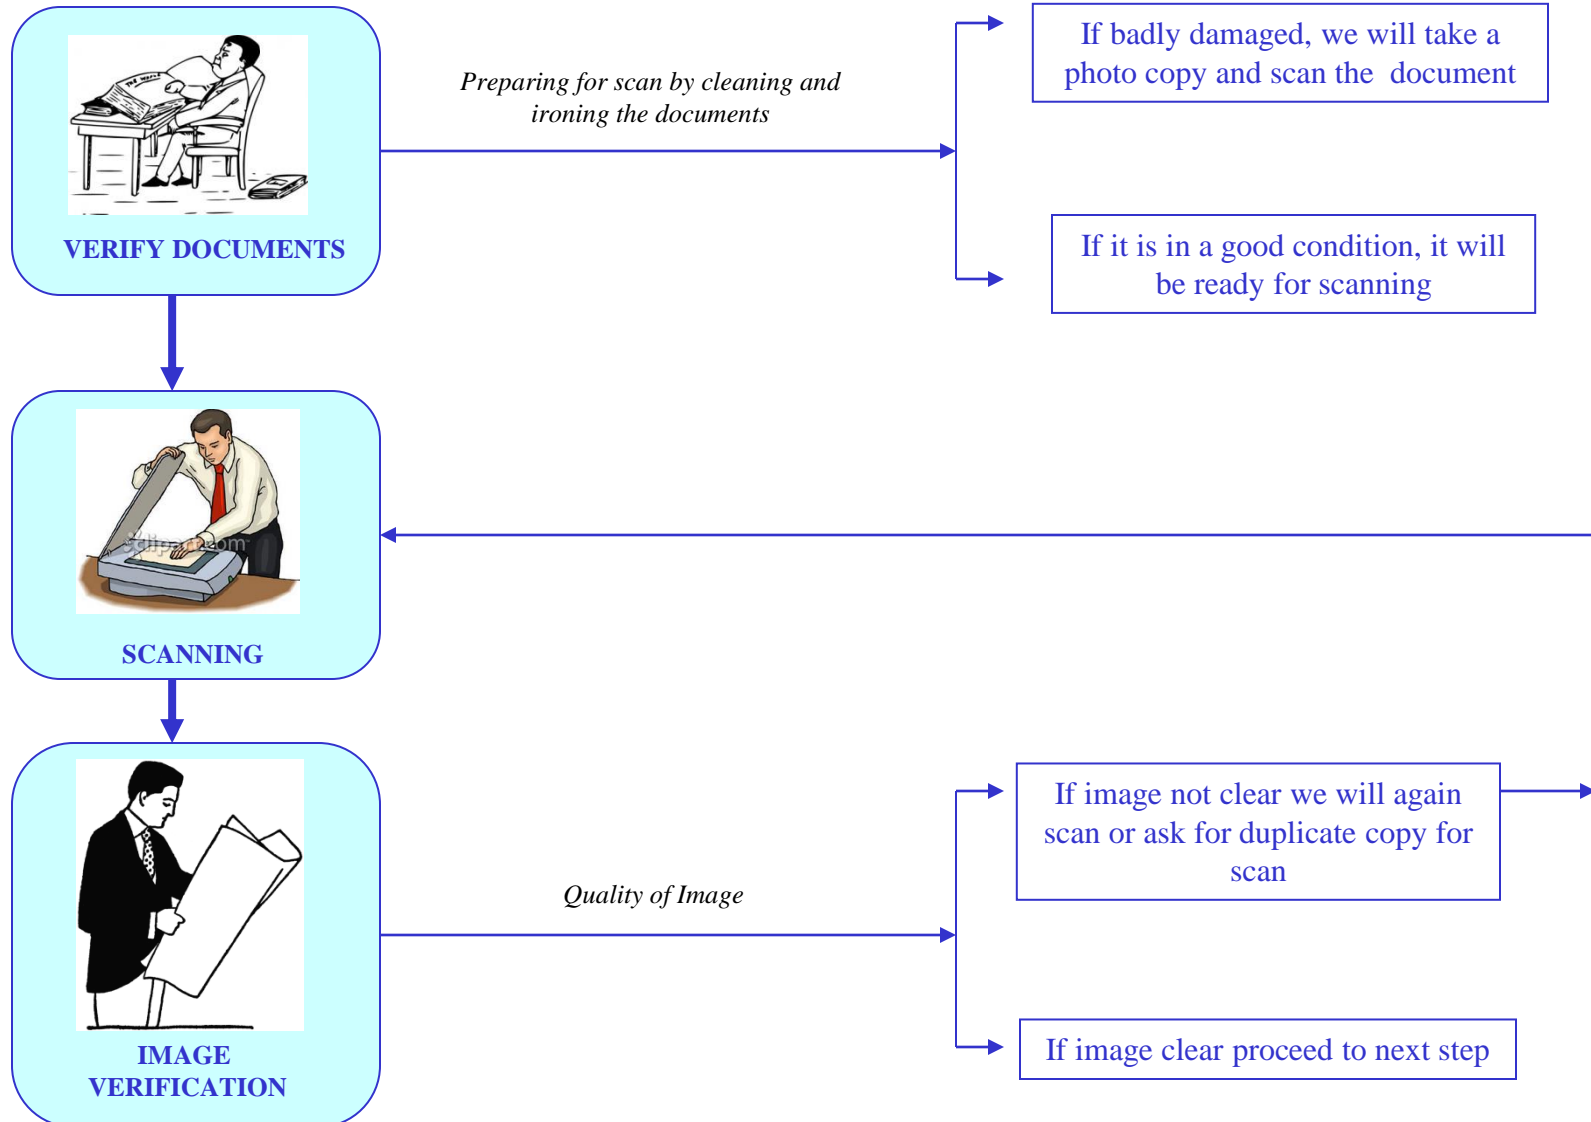 Preparing for scan by cleaning and
ironing the documents
If badly damaged, we will take a
photo copy and scan the document
VERIFY DOCUMENTS
If it is in a good condition, it will
be ready for scanning
clipart.com
SCANNING
If image not clear we will again
scan or ask for duplicate copy for
scan
Quality of Image
IMAGE
VERIFICATION
If image clear proceed to next step